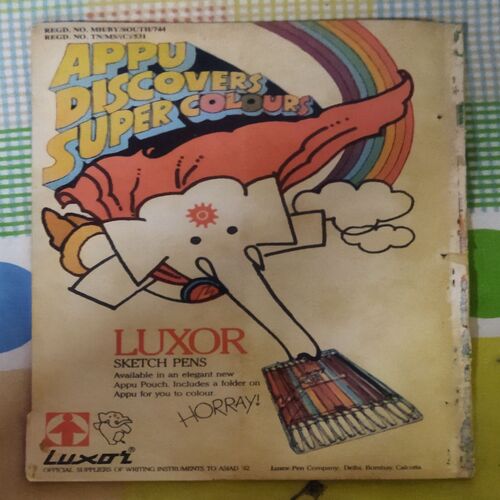 REGD. NO. MH/BY/SOUTH/744
REGD. NO. TN/MS/(C)/531
APPU
DISCOVERS
SUPER COLOURS
LUXOR
SKETCH PENS
Available in an elegant new
Appu Pouch. Includes a folder on
Appu for you to colour.
HORRAY!
Luxor®
OFFICIAL SUPPLIERS OF WRITING INSTRUMENTS TO ASIAD '82
Luxor-Pen Company, Delhi, Bombay, Calcutta